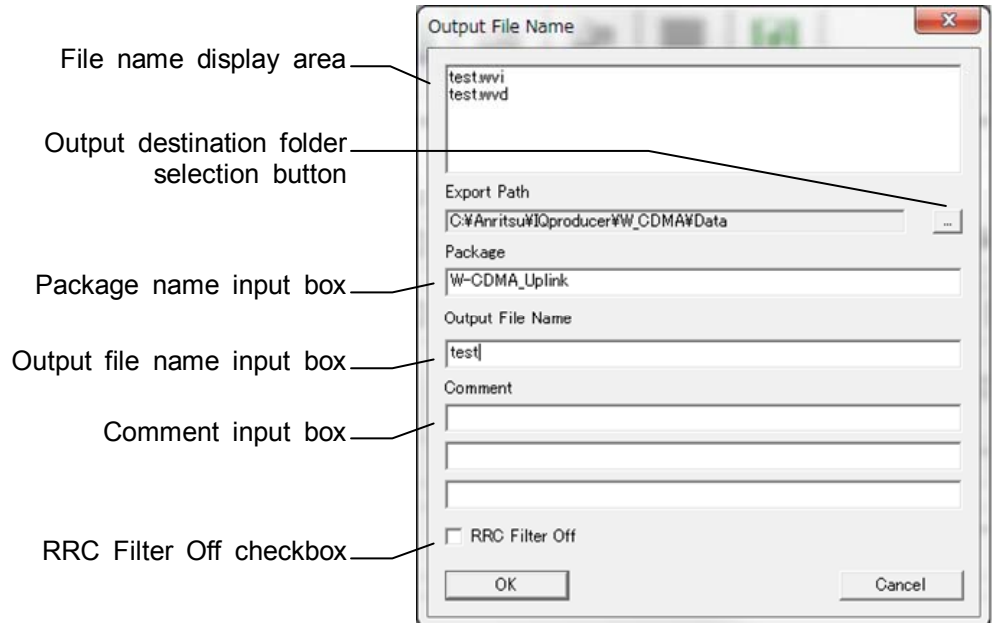 Output File Name
File name display area
test.wvi
test.wvd
Output destination folder
selection button
Export Path
C:¥Anritsu¥IQproducer¥W_CDMA¥Data
...
Package
Package name input box
W-CDMA_Uplink
Output File Name
Output file name input box
test
Comment
Comment input box
RRC Filter Off checkbox
RRC Filter Off
OK
Cancel